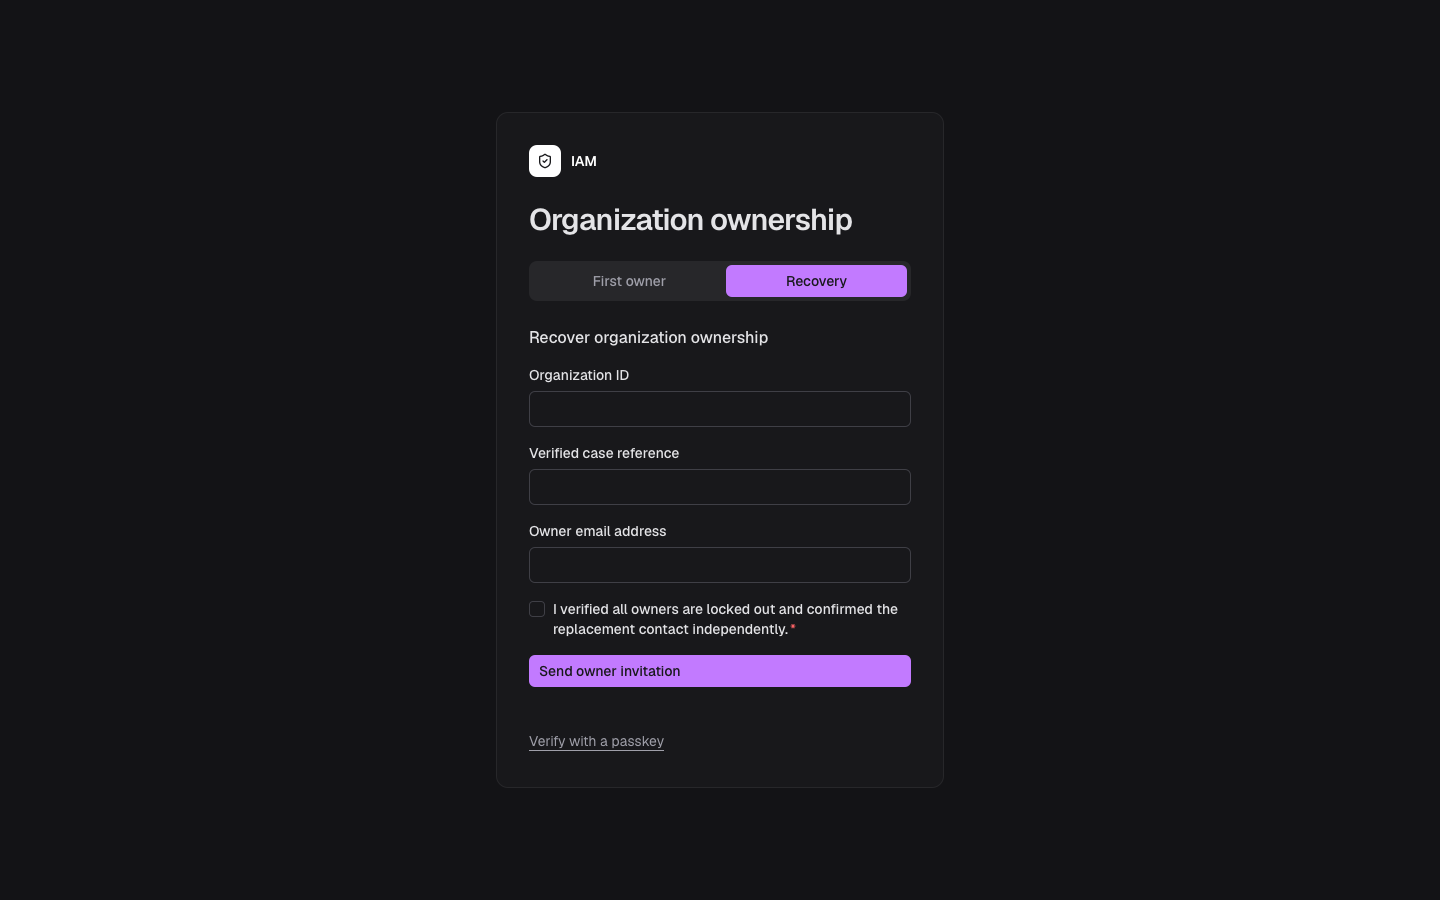 IAM
Organization ownership
First owner
Recovery
Recover organization ownership
Organization ID
Verified case reference
Owner email address
I verified all owners are locked out and confirmed the
replacement contact independently.*
Send owner invitation
Verify with a passkey